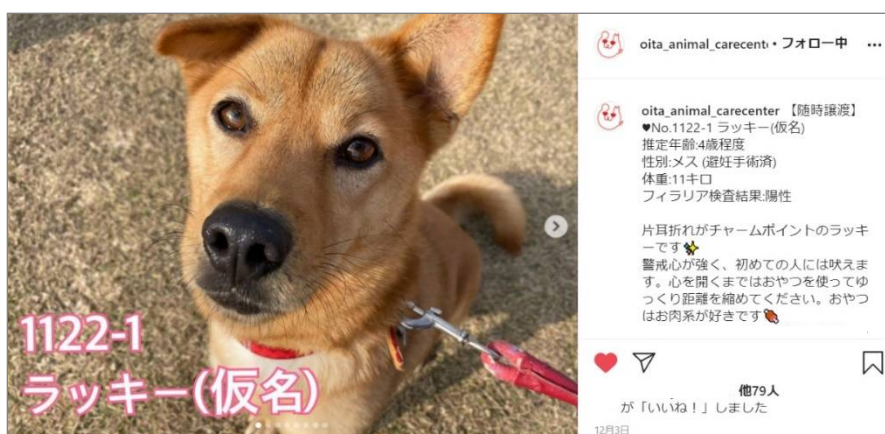 1122-1
ラッキー(仮名)
oita_animal_carecent • フォロー中 •••
oita_animal_carecenter 【随時譲渡】
♥No.1122-1 ラッキー(仮名)
推定年齢:4歳程度
性別:メス (避妊手術済)
体重:11キロ
フィラリア検査結果:陽性
片耳折れがチャームポイントのラッキ
ーです✨
警戒心が強く、初めての人には吠えま
す。心を開くまではおやつを使ってゆ
っくり距離を縮めてください。おやつ
はお肉系が好きです🍖
他79人
が「いいね！」しました
12月3日